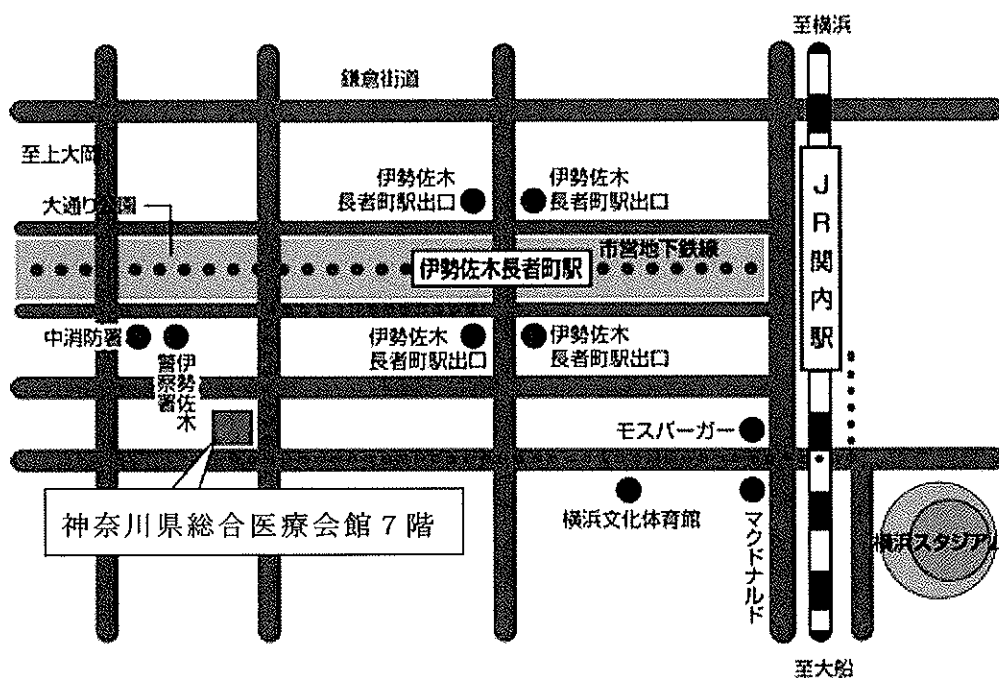 至横浜
鎌倉街道
至上大岡
伊勢佐木
長者町駅出口
伊勢佐木
長者町駅出口
大通り公園
市営地下鉄線
伊勢佐木長者町駅
JR関内駅
中消防署
伊勢佐木
警察署
伊勢佐木
長者町駅出口
伊勢佐木
長者町駅出口
モスバーガー
神奈川県総合医療会館7階
横浜文化体育館
マクドナルド
横浜スタジアム
至大船